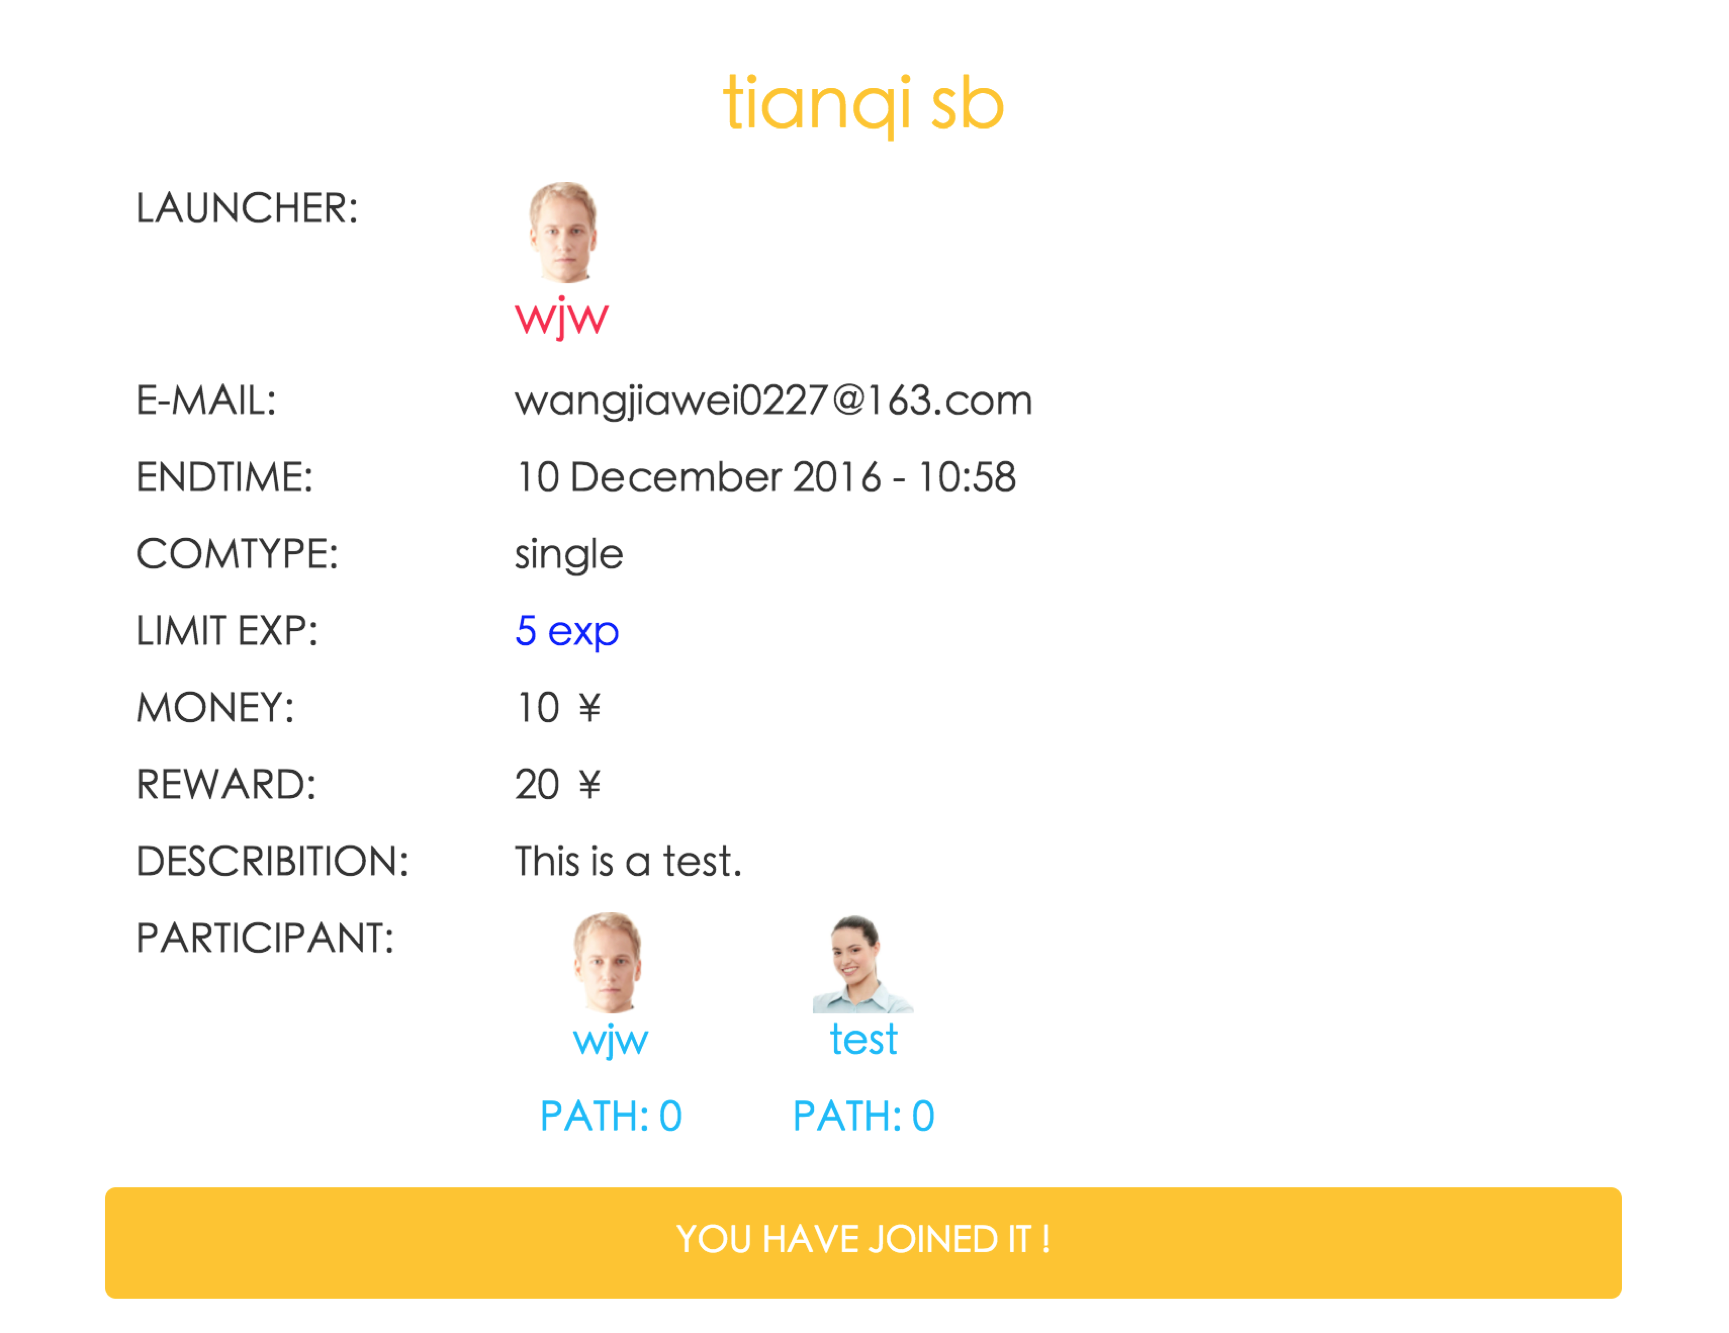 tianqi sb
LAUNCHER:
wjw
E-MAIL: wangjiawei0227@163.com
ENDTIME: 10 December 2016 - 10:58
COMTYPE: single
LIMIT EXP: 5 exp
MONEY: 10 ¥
REWARD: 20 ¥
DESCRIBITION: This is a test.
PARTICIPANT:
wjw test
PATH: 0 PATH: 0
YOU HAVE JOINED IT !